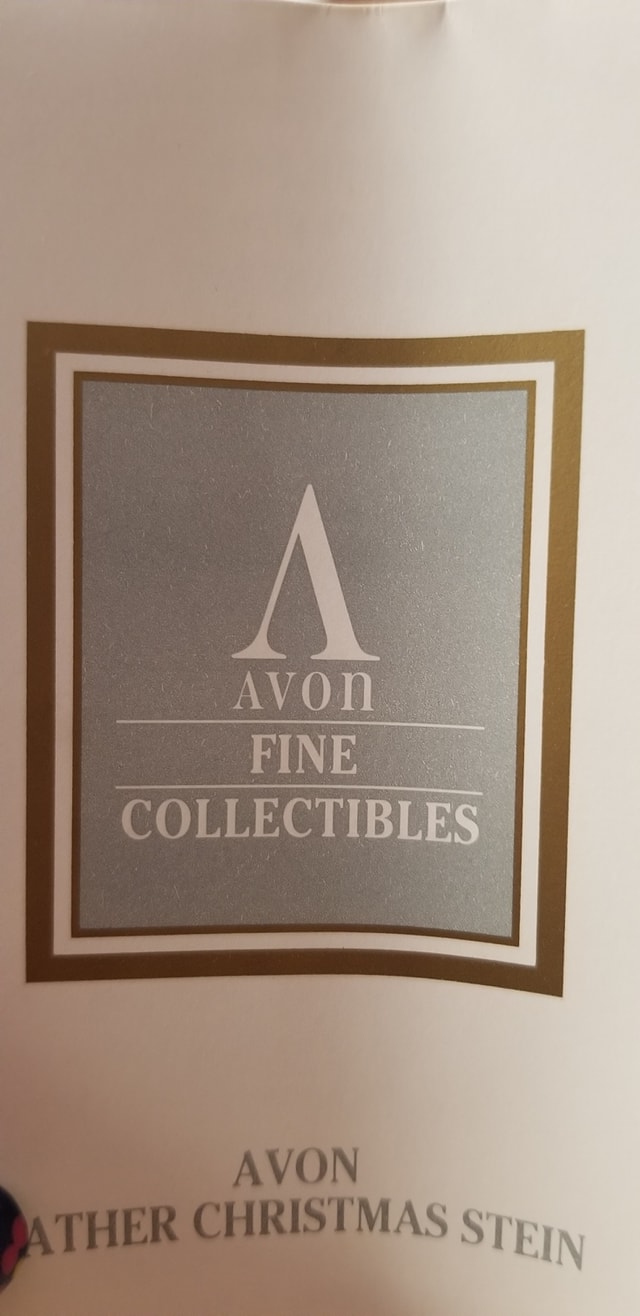 Λ
Avon
FINE
COLLECTIBLES
AVON
ATHER CHRISTMAS STEIN